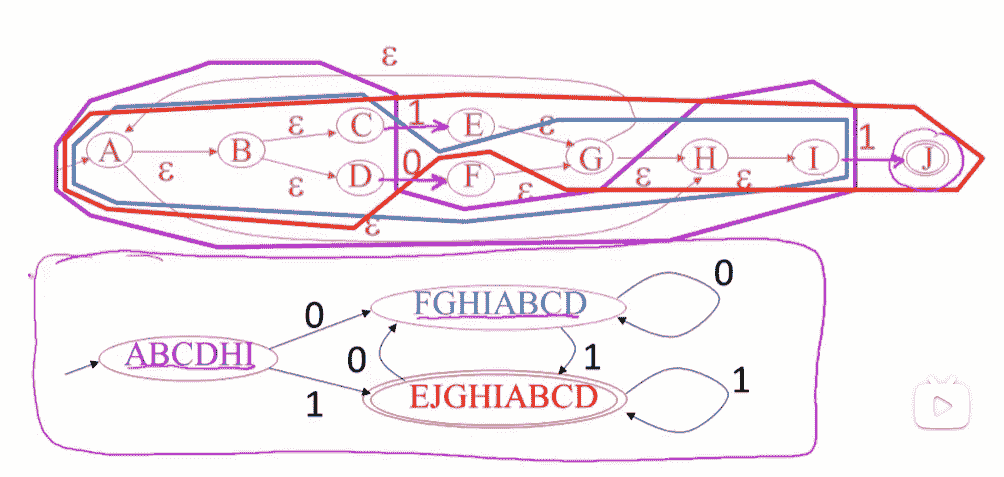 ε
C 1 E ε
A ε B ε G H I 1 J
ε D 0 F ε ε ε
ε
0 FGHIABCD 0
ABCDHI 0 1
1 EJGHIABCD 1